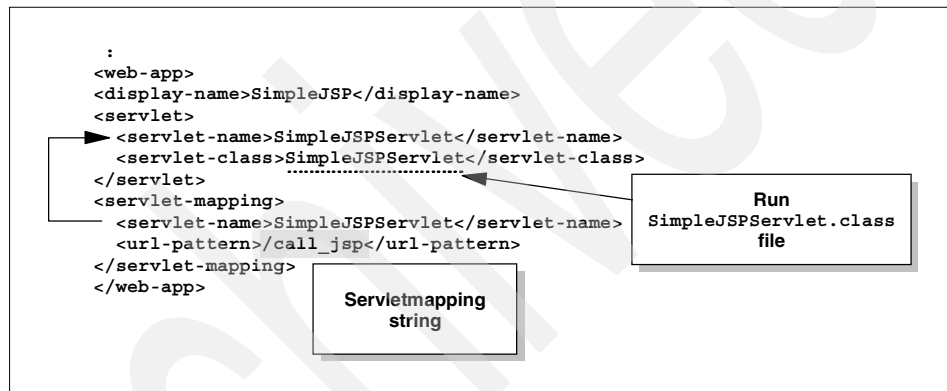 :
<web-app>
<display-name>SimpleJSP</display-name>
<servlet>
<servlet-name>SimpleJSPServlet</servlet-name>
<servlet-class>SimpleJSPServlet</servlet-class>
</servlet>
<servlet-mapping>
<servlet-name>SimpleJSPServlet</servlet-name>
<url-pattern>/call_jsp</url-pattern>
</servlet-mapping>
</web-app>
Run
SimpleJSPServlet.class
file
Servletmapping
string